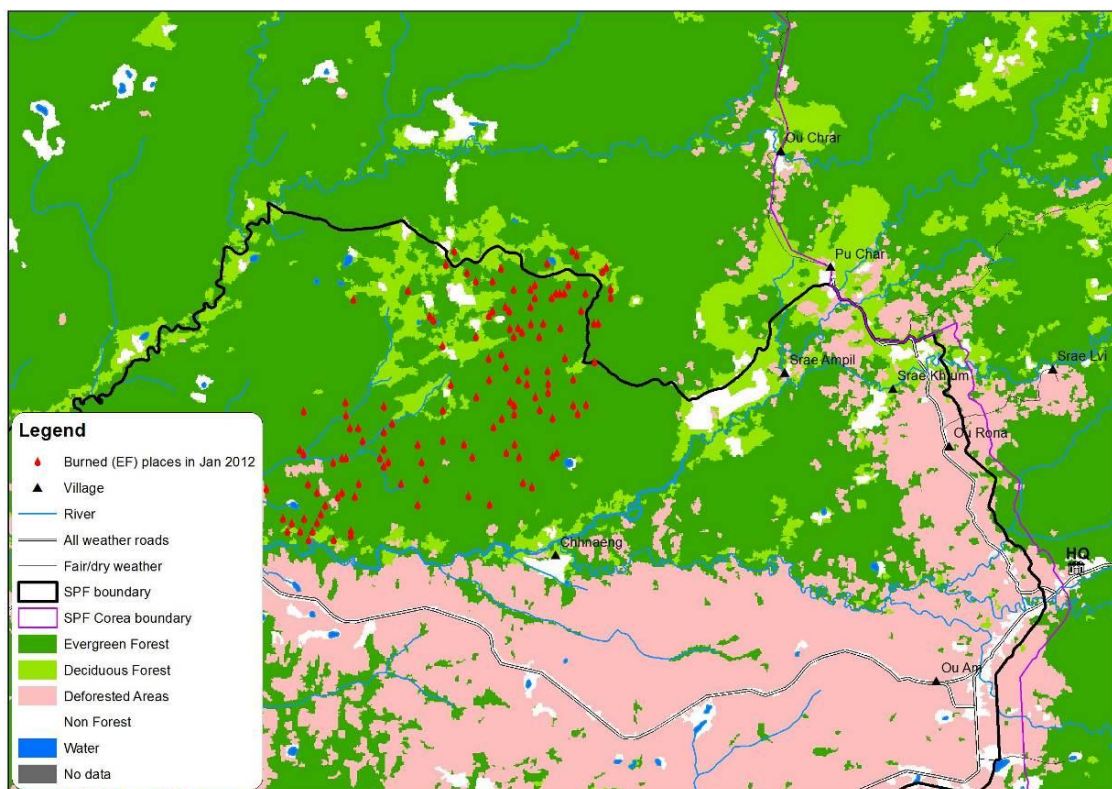 Ou Chrar
Pu Char
Srae Ampil
Srae Khtum
Srae Lvi
Ou Rona
Chhnaeng
HQ
Ou Am
Legend
Burned (EF) places in Jan 2012
Village
River
All weather roads
Fair/dry weather
SPF boundary
SPF Corea boundary
Evergreen Forest
Deciduous Forest
Deforested Areas
Non Forest
Water
No data